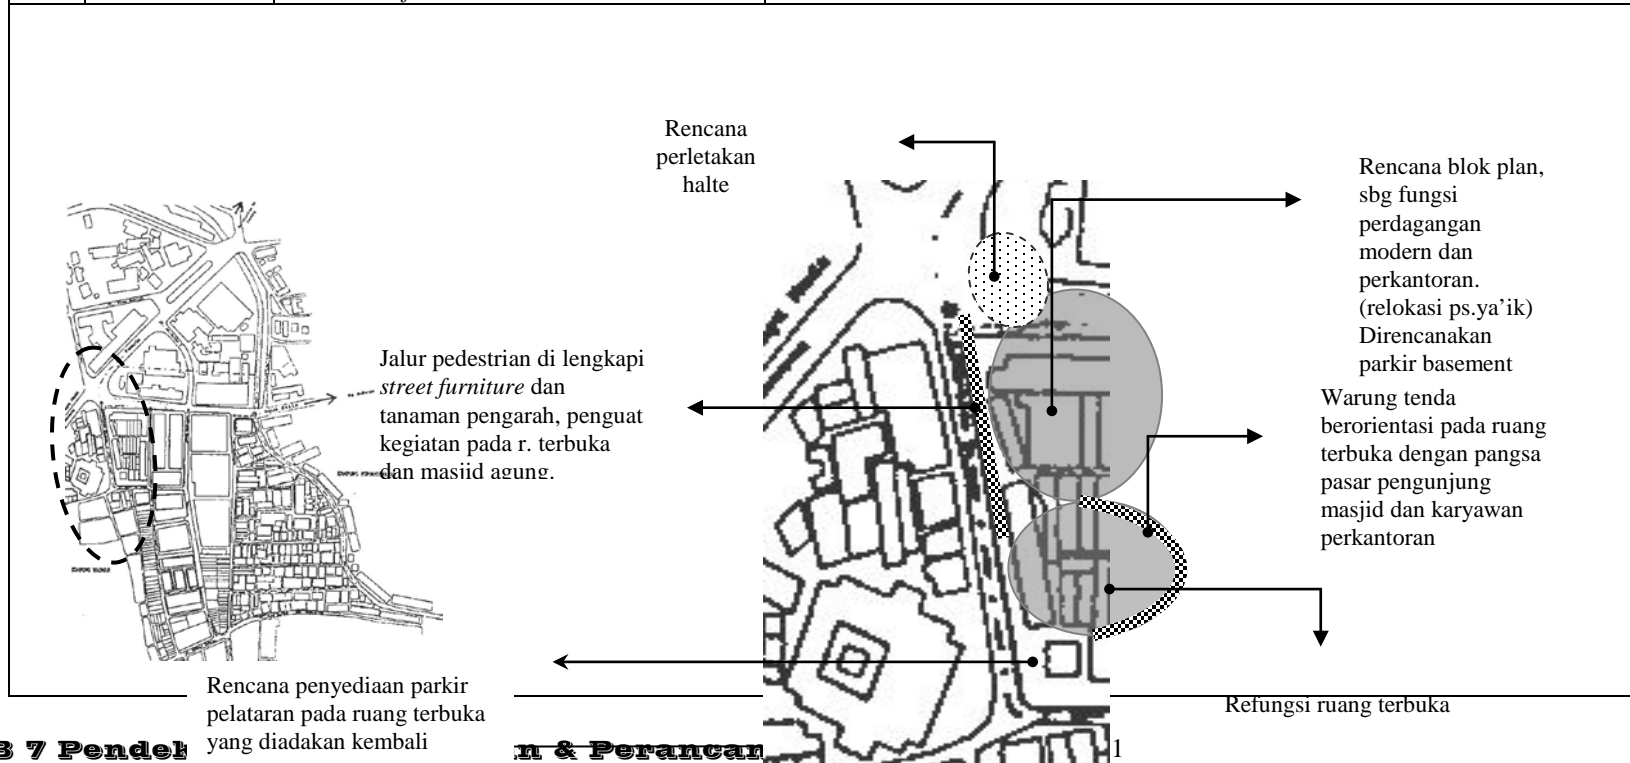 Rencana
perletakan
halte
Rencana blok plan,
sbg fungsi
perdagangan
modern dan
perkantoran.
(relokasi ps.ya’ik)
Direncanakan
parkir basement
Jalur pedestrian di lengkapi
street furniture dan
tanaman pengarah, penguat
kegiatan pada r. terbuka
dan masjid agung.
Warung tenda
berorientasi pada ruang
terbuka dengan pangsa
pasar pengunjung
masjid dan karyawan
perkantoran
Rencana penyediaan parkir
pelataran pada ruang terbuka
yang diadakan kembali
Refungsi ruang terbuka
B 7 Pendek
n & Perancan
1